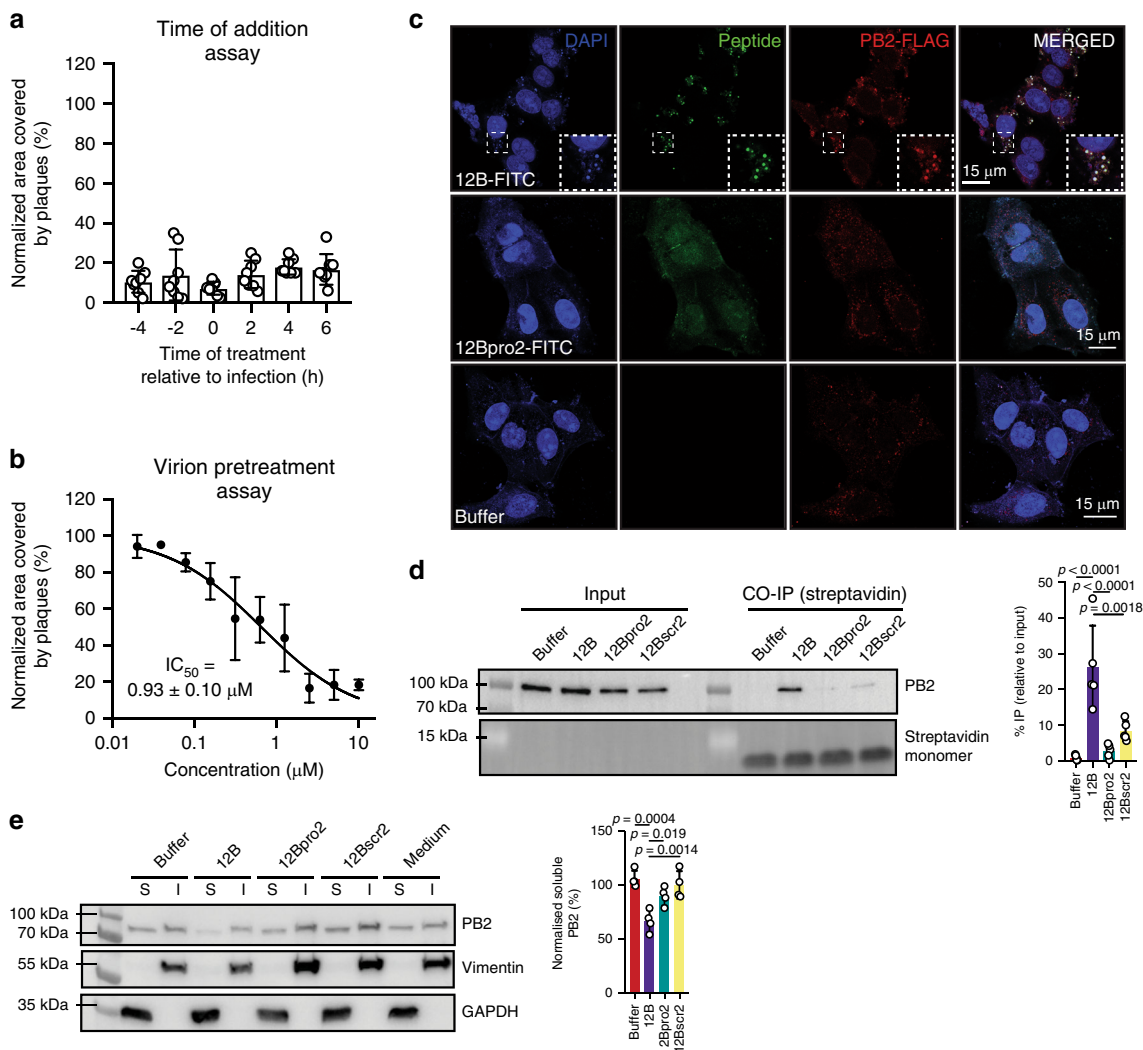 a
Time of addition
assay
Normalized area covered
by plaques (%)
120
100
80
60
40
20
0
-4 -2 0 2 4 6
Time of treatment
relative to infection (h)
b
Virion pretreatment
assay
Normalized area covered
by plaques (%)
120
100
80
60
40
20
0
IC50 =
0.93 ± 0.10 μM
0.01 0.1 1 10
Concentration (μM)
c
DAPI Peptide PB2-FLAG MERGED
12B-FITC
15 μm
12Bpro2-FITC
15 μm
Buffer
15 μm
d
Input CO-IP (streptavidin)
Buffer 12B 12Bpro2 12Bscr2 Buffer 12B 12Bpro2 12Bscr2
100 kDa
70 kDa
PB2
15 kDa
Streptavidin
monomer
% IP (relative to input)
p < 0.0001
p < 0.0001
p = 0.0018
50
40
30
20
10
0
Buffer 12B 12Bpro2 12Bscr2
e
Buffer 12B 12Bpro2 12Bscr2 Medium
S I S I S I S I S I
100 kDa
70 kDa
PB2
55 kDa
Vimentin
35 kDa
GAPDH
Normalised soluble
PB2 (%)
p = 0.0004
p = 0.019
p = 0.0014
150
100
50
0
Buffer 12B 2Bpro2 12Bscr2